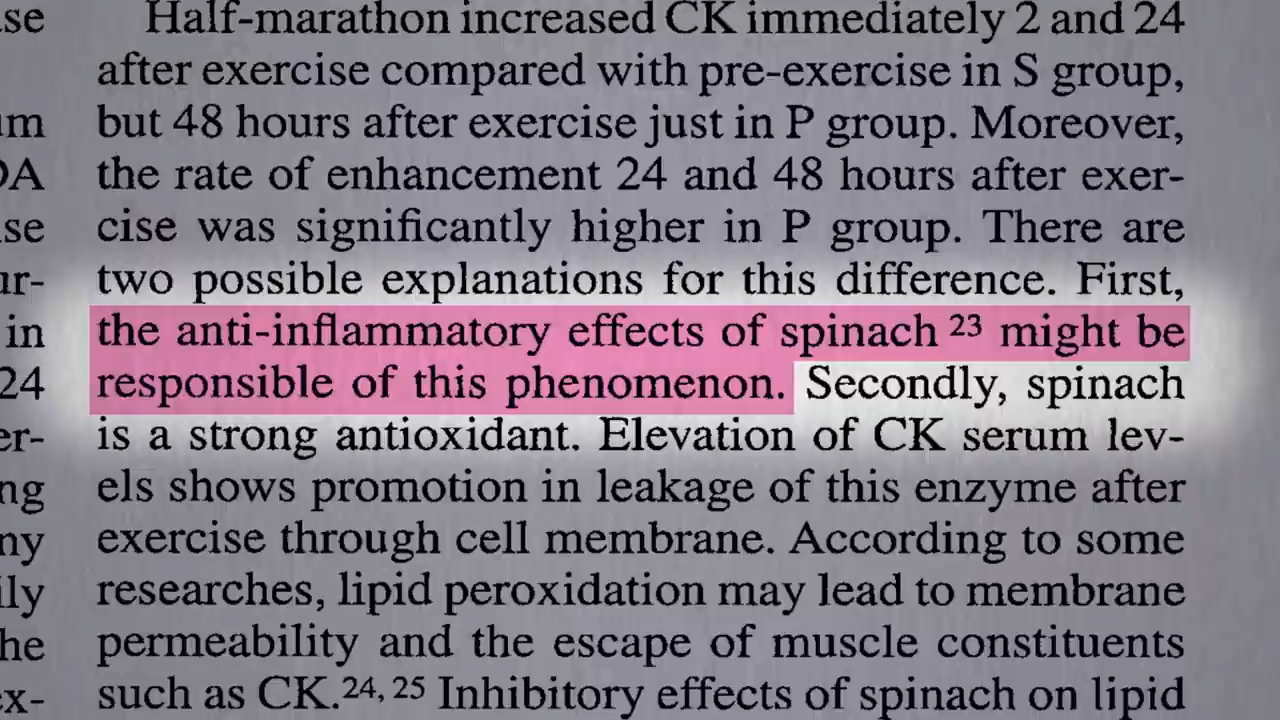 Half-marathon increased CK immediately 2 and 24
after exercise compared with pre-exercise in S group,
but 48 hours after exercise just in P group. Moreover,
the rate of enhancement 24 and 48 hours after exer-
cise was significantly higher in P group. There are
two possible explanations for this difference. First,
the anti-inflammatory effects of spinach 23 might be
responsible of this phenomenon. Secondly, spinach
is a strong antioxidant. Elevation of CK serum lev-
els shows promotion in leakage of this enzyme after
exercise through cell membrane. According to some
researches, lipid peroxidation may lead to membrane
permeability and the escape of muscle constituents
such as CK.24, 25 Inhibitory effects of spinach on lipid